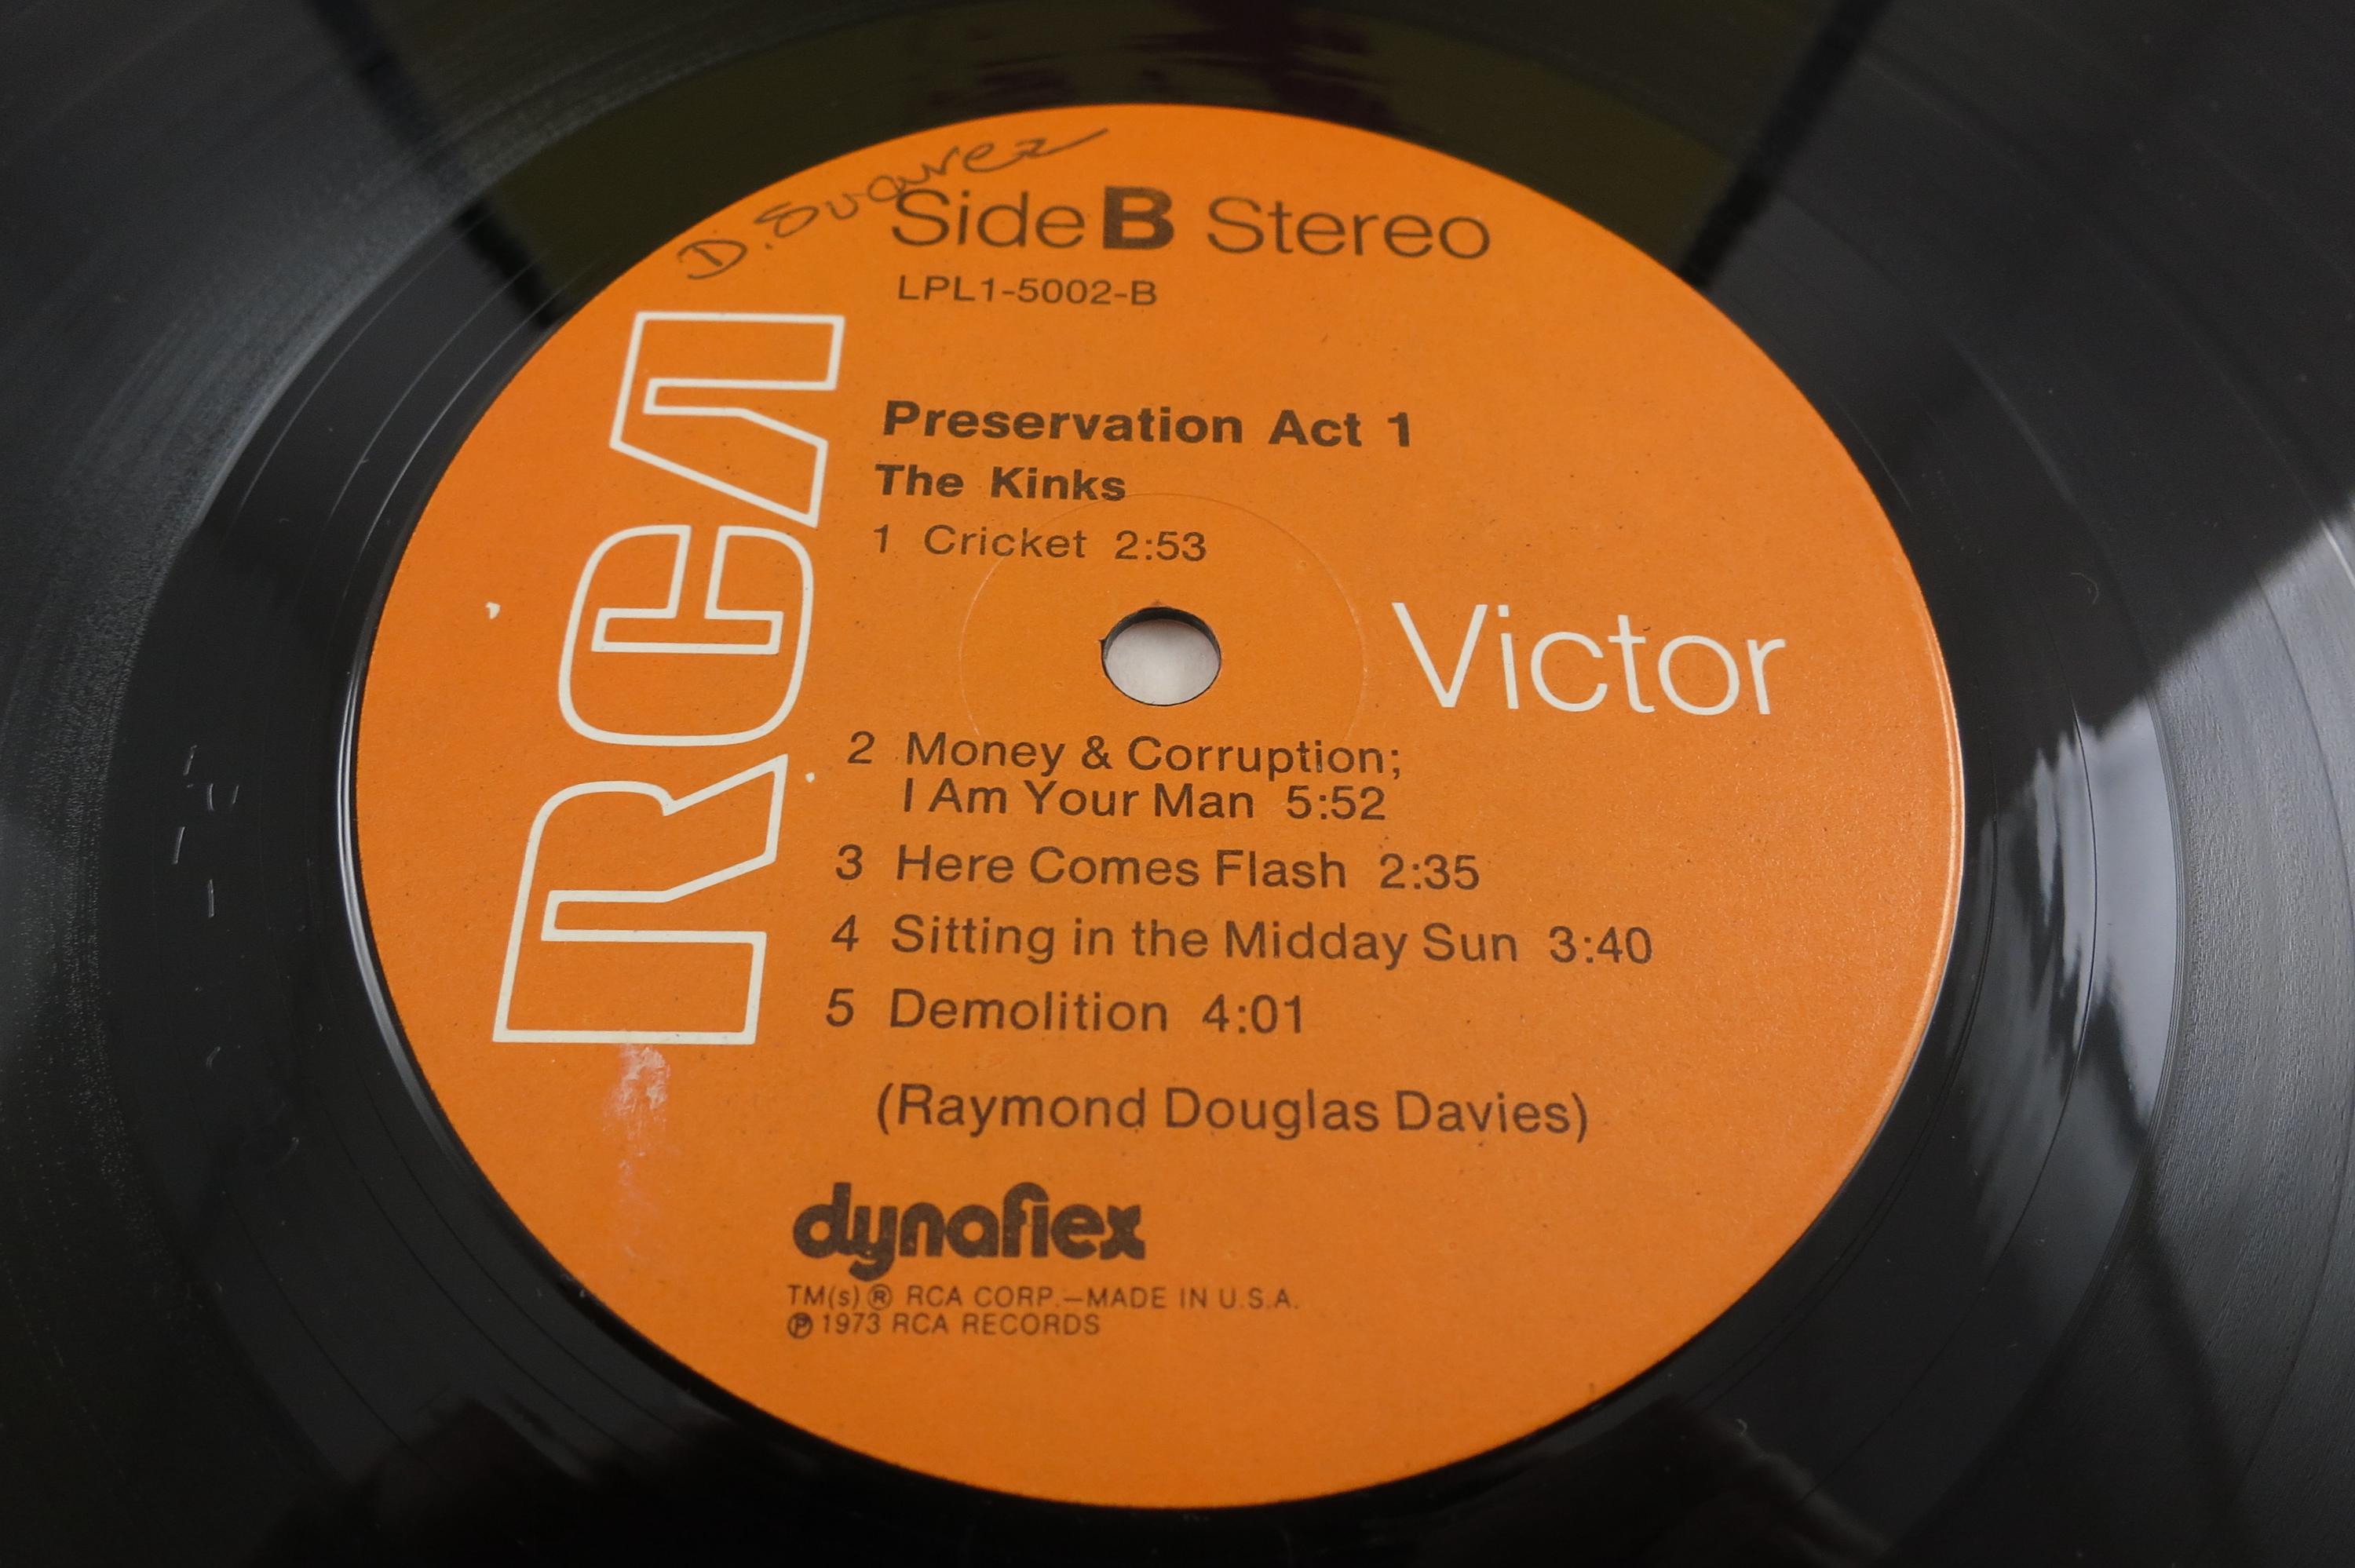 D. Suarez
Side B Stereo
LPL1-5002-B
RCA
Preservation Act 1
The Kinks
1 Cricket 2:53
Victor
2 Money & Corruption;
I Am Your Man 5:52
3 Here Comes Flash 2:35
4 Sitting in the Midday Sun 3:40
5 Demolition 4:01
(Raymond Douglas Davies)
dynaflex
TM(s) ® RCA CORP.—MADE IN U.S.A.
℗ 1973 RCA RECORDS